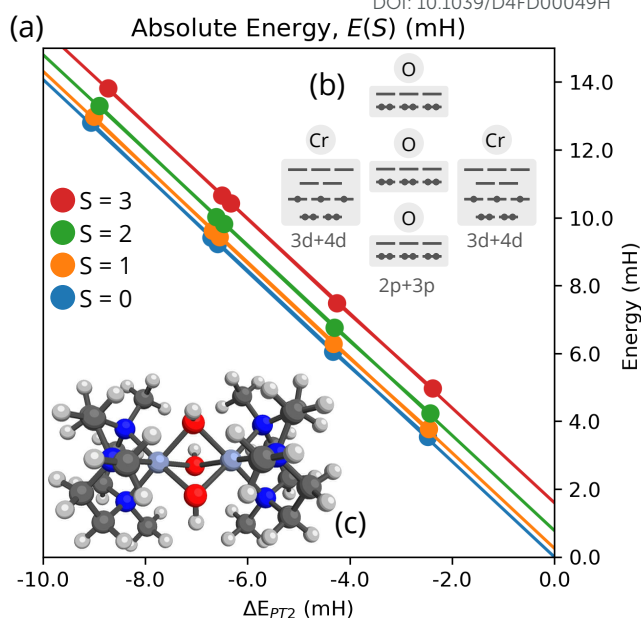 DOI: 10.1039/D4FD00049H
(a)
Absolute Energy, E(S) (mH)
(b)
O
Cr
O
Cr
O
3d+4d
3d+4d
2p+3p
S = 3
S = 2
S = 1
S = 0
(c)
14.0
12.0
10.0
8.0
6.0
4.0
2.0
0.0
Energy (mH)
-10.0 -8.0 -6.0 -4.0 -2.0 0.0
ΔE_PT2 (mH)